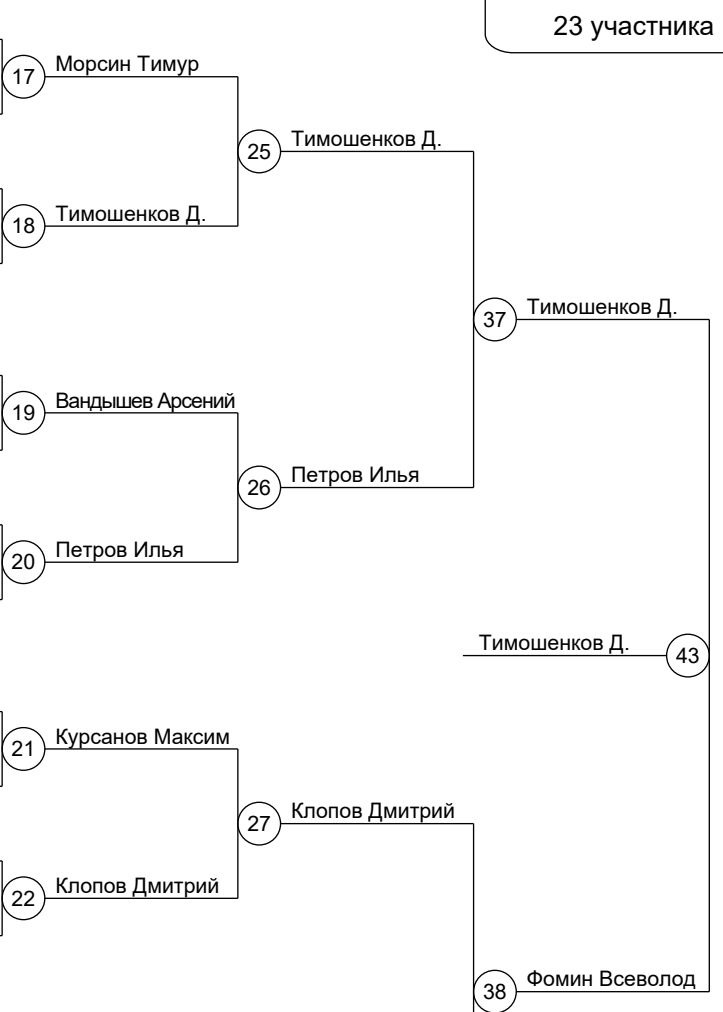 23 участника
17 Морсин Тимур
25 Тимошенков Д.
18 Тимошенков Д.
37 Тимошенков Д.
19 Вандышев Арсений
26 Петров Илья
20 Петров Илья
Тимошенков Д. 43
21 Курсанов Максим
27 Клопов Дмитрий
22 Клопов Дмитрий
38 Фомин Всеволод